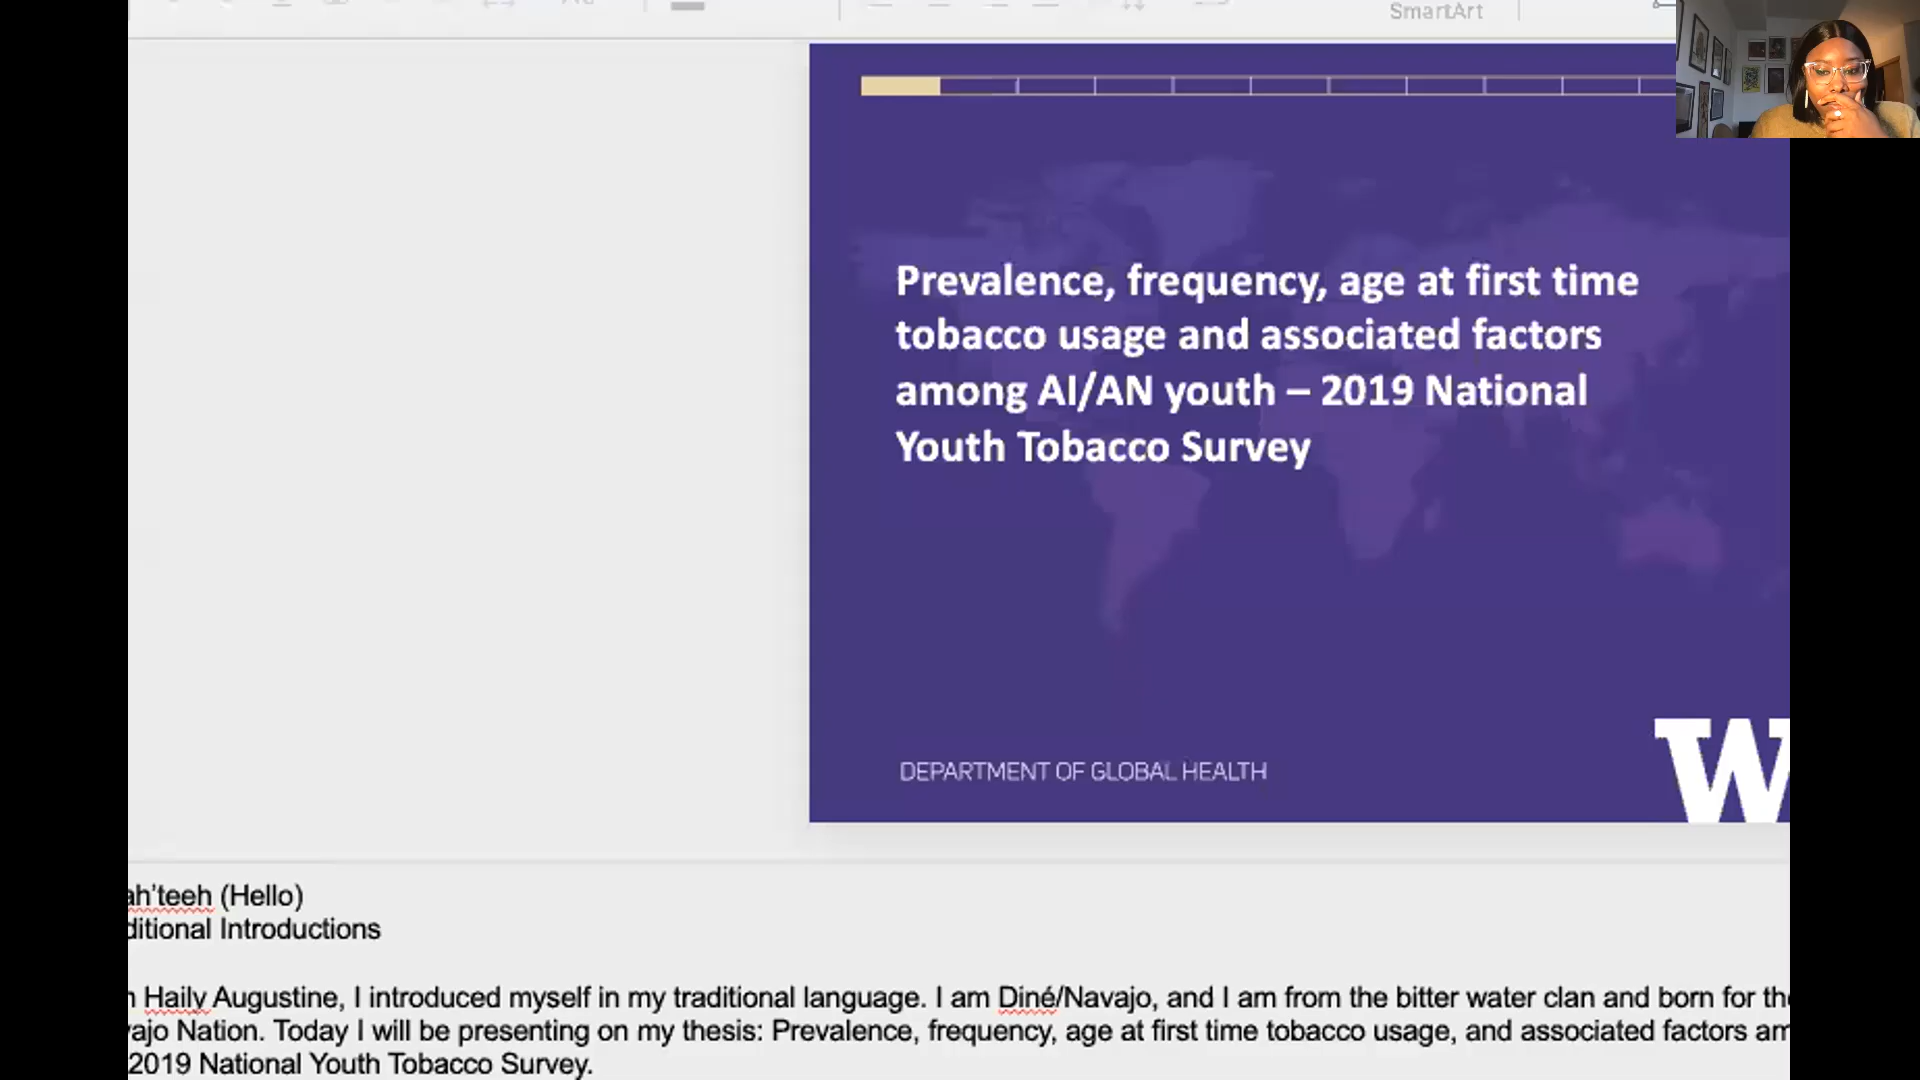 SmartArt
Prevalence, frequency, age at first time
tobacco usage and associated factors
among AI/AN youth – 2019 National
Youth Tobacco Survey
DEPARTMENT OF GLOBAL HEALTH
W
ah'teeh (Hello)
ditional Introductions
Haily Augustine, I introduced myself in my traditional language. I am Diné/Navajo, and I am from the bitter water clan and born for the
vajo Nation. Today I will be presenting on my thesis: Prevalence, frequency, age at first time tobacco usage, and associated factors am
2019 National Youth Tobacco Survey.